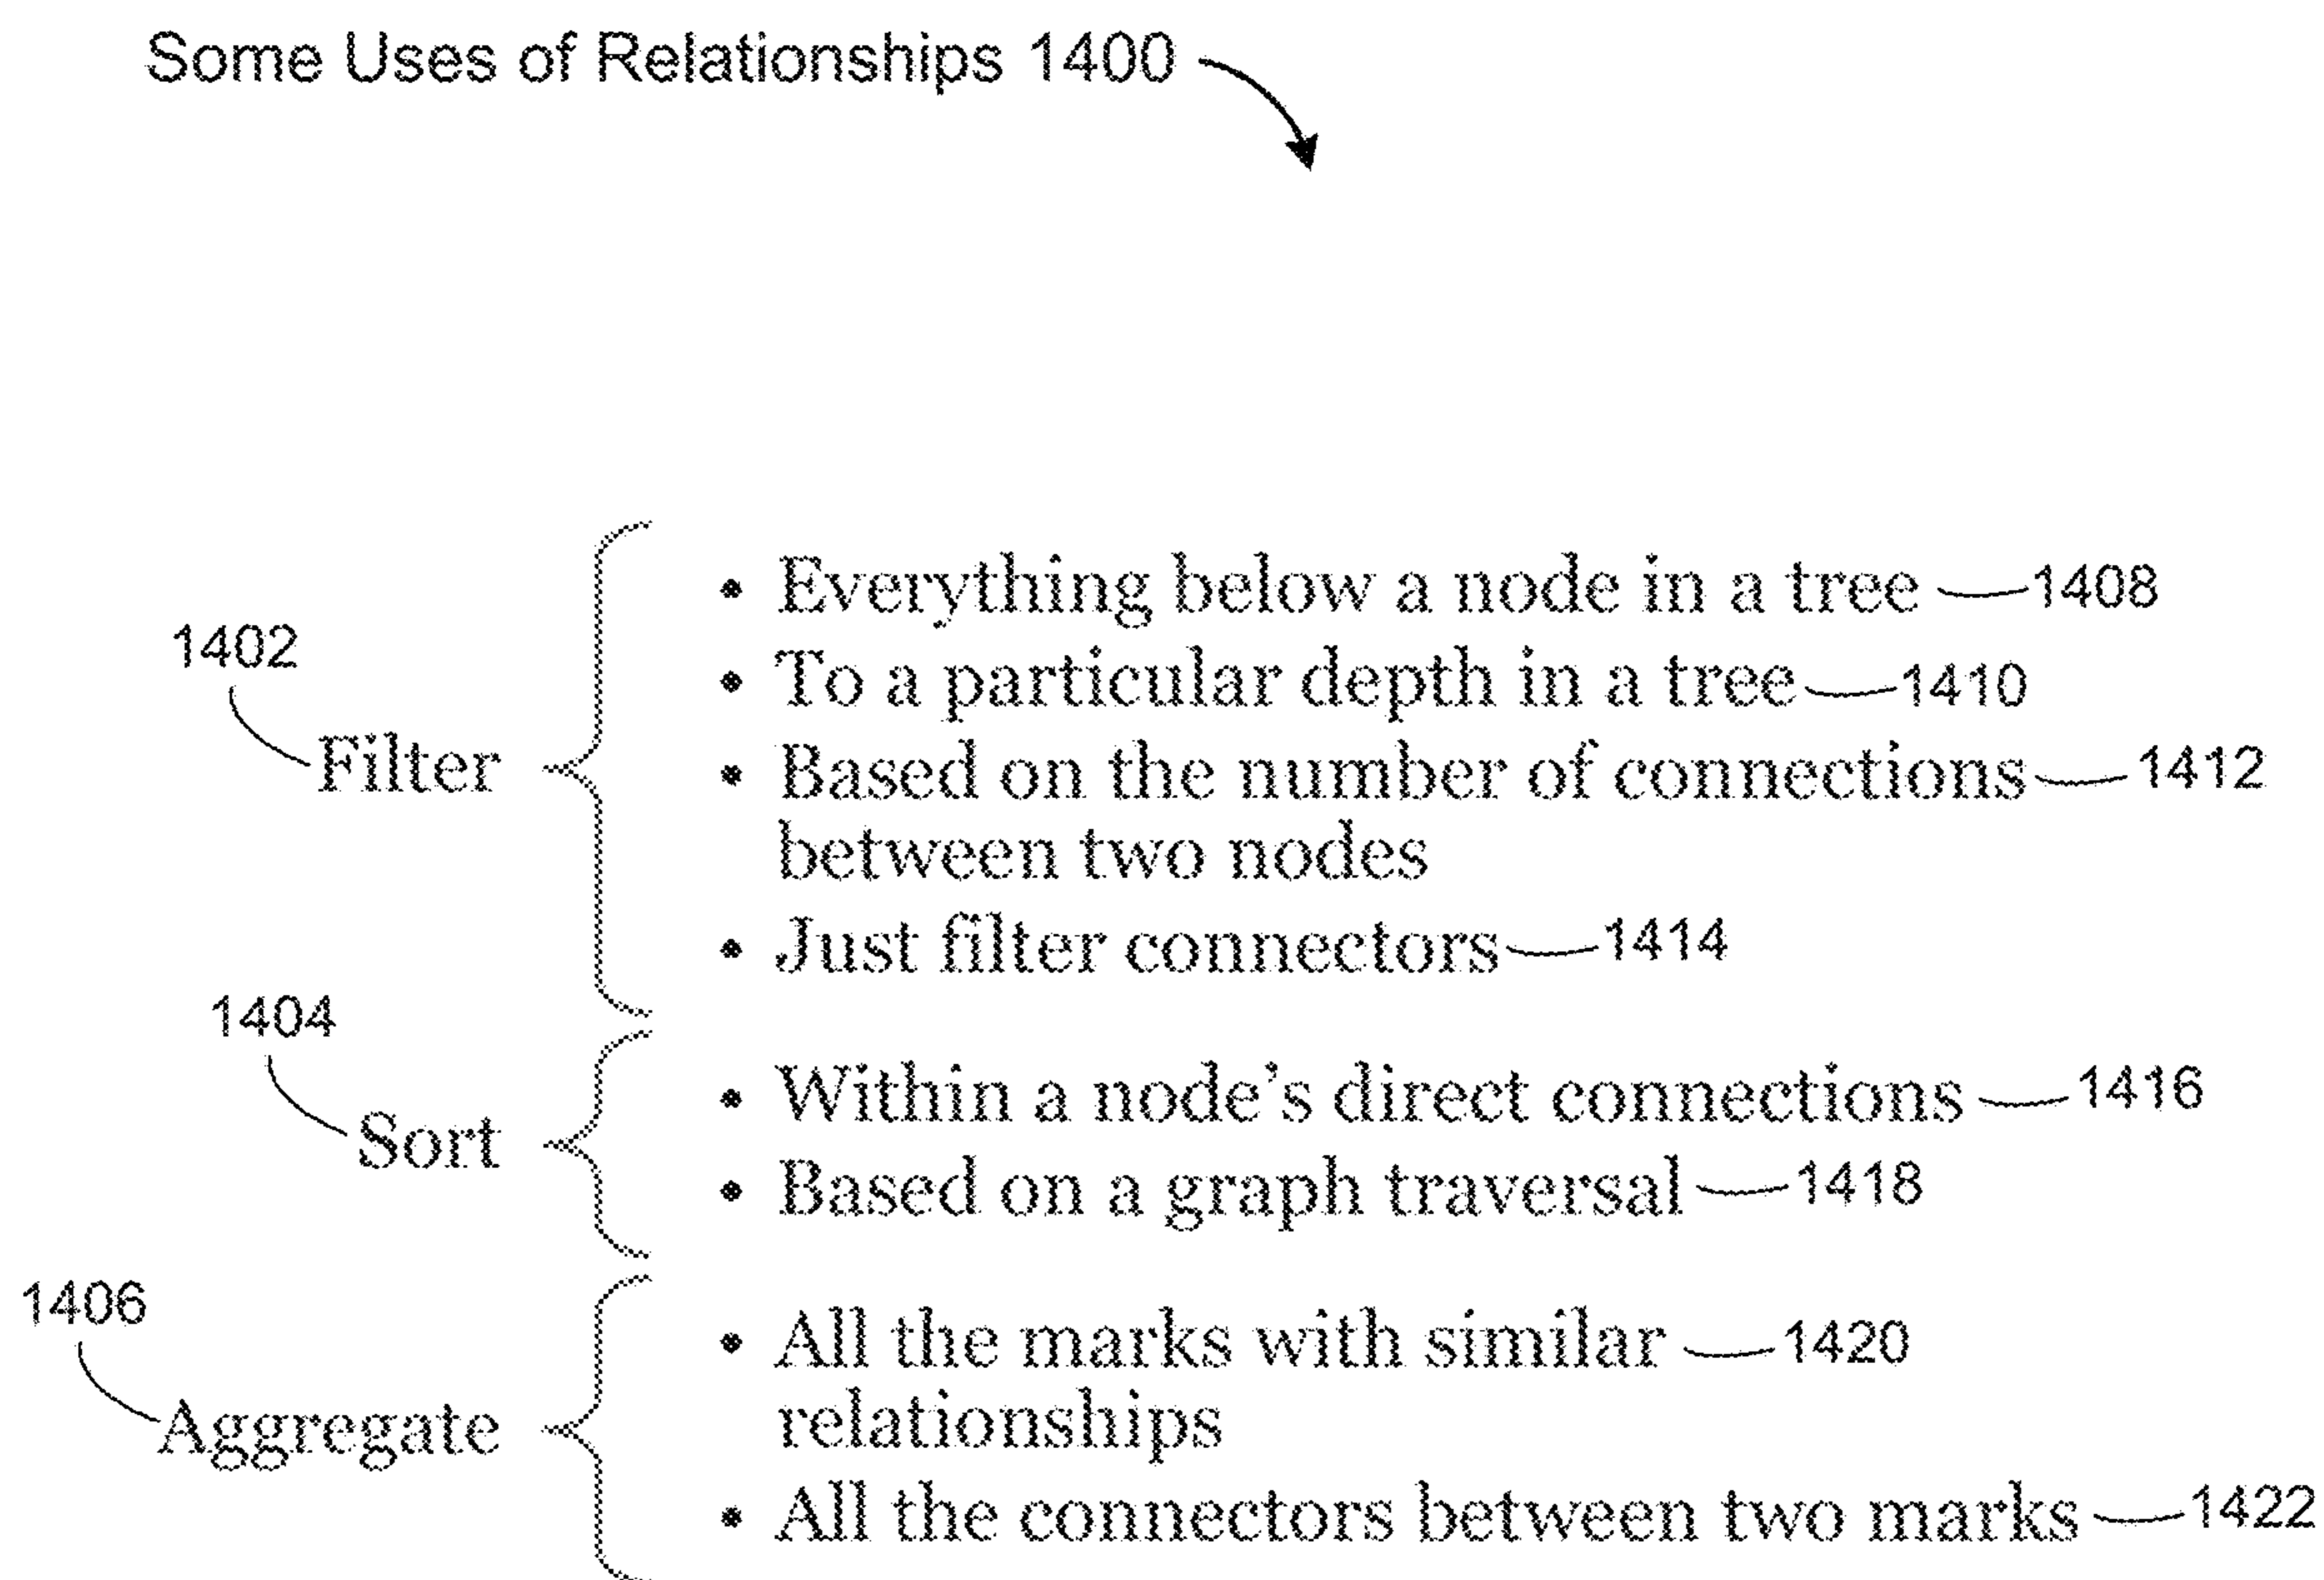 Some Uses of Relationships 1400
• Everything below a node in a tree 1408
1402
• To a particular depth in a tree 1410
Filter
• Based on the number of connections 1412
between two nodes
• Just filter connectors 1414
1404
• Within a node's direct connections 1416
Sort
• Based on a graph traversal 1418
1406
• All the marks with similar 1420
relationships
Aggregate
• All the connectors between two marks 1422